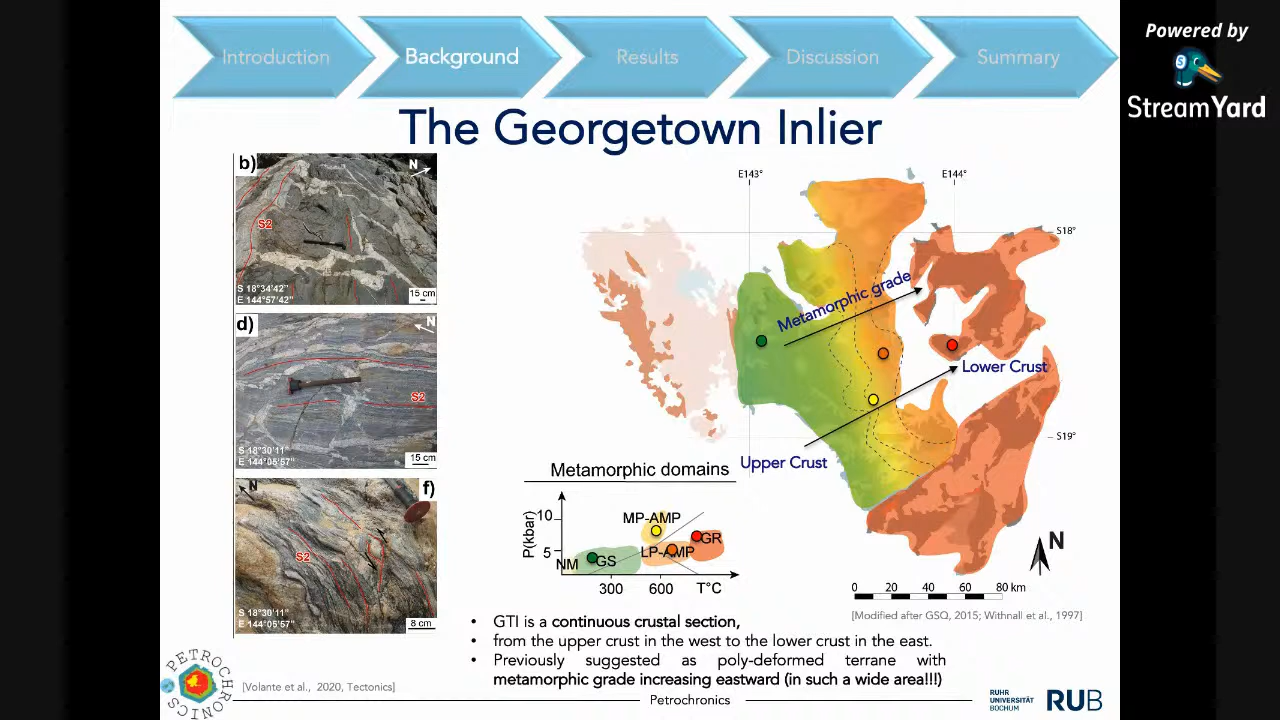 Introduction
Background
Results
Discussion
Summary
Powered by
StreamYard
The Georgetown Inlier
b)
N
S2
S 18°34'42''
E 144°57'42''
15 cm
d)
N
S2
S 18°30'11''
E 144°05'57''
15 cm
f)
N
S2
S 18°30'11''
E 144°05'57''
8 cm
E143°
E144°
S18°
Metamorphic grade
Lower Crust
S19°
Upper Crust
Metamorphic domains
P(kbar)
10
5
MP-AMP
LP-AMP
GR
NM
GS
300
600
T°C
N
0 20 40 60 80 km
[Modified after GSQ, 2015; Withnall et al., 1997]
• GTI is a continuous crustal section,
• from the upper crust in the west to the lower crust in the east.
• Previously suggested as poly-deformed terrane with
metamorphic grade increasing eastward (in such a wide area!!!)
PETROCHRONICS
[Volante et al., 2020, Tectonics]
Petrochronics
RUHR
UNIVERSITÄT
BOCHUM
RUB